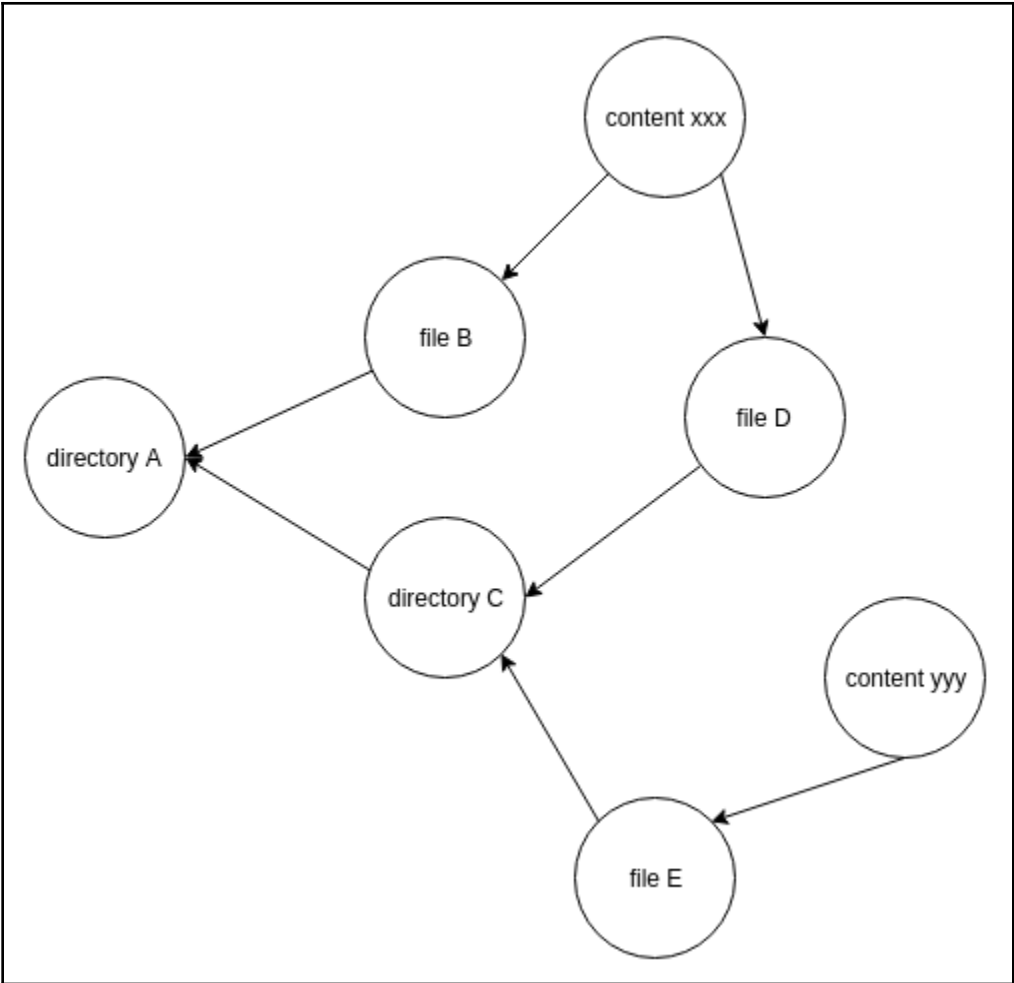 content xxx
file B
file D
directory A
directory C
content yyy
file E